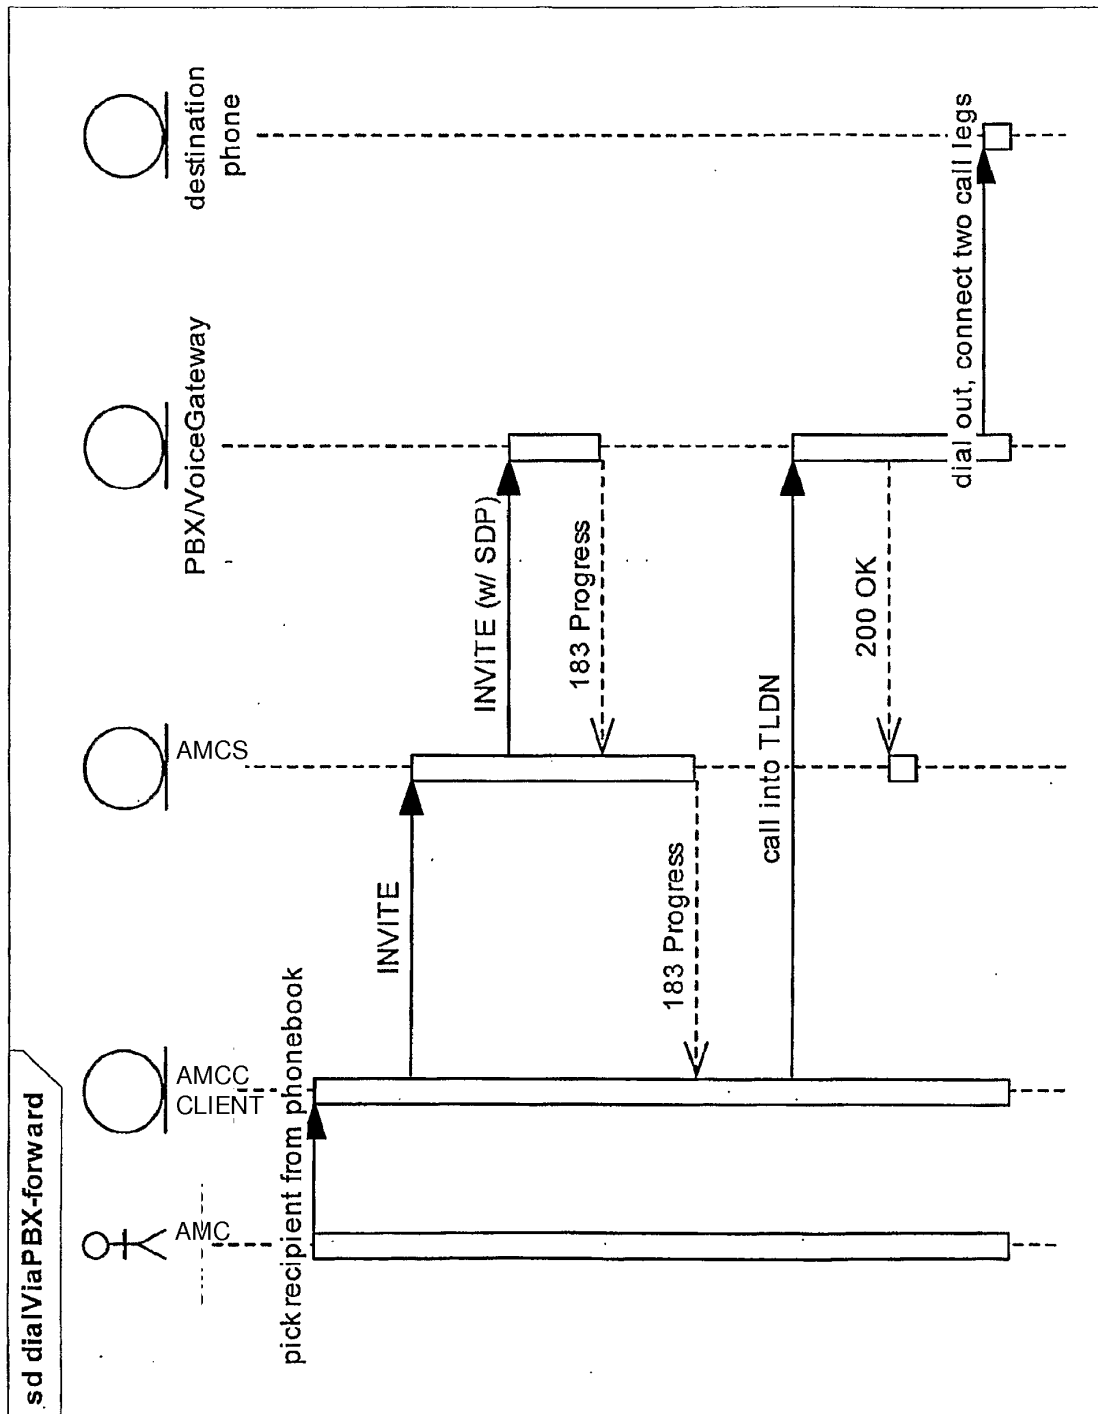 sd dialViaPBX-forward
AMC
AMCC
CLIENT
AMCS
PBX/VoiceGateway
destination
phone
pick recipient from phonebook
INVITE
INVITE (w/ SDP)
183 Progress
183 Progress
call into TLDN
200 OK
dial out, connect two call legs